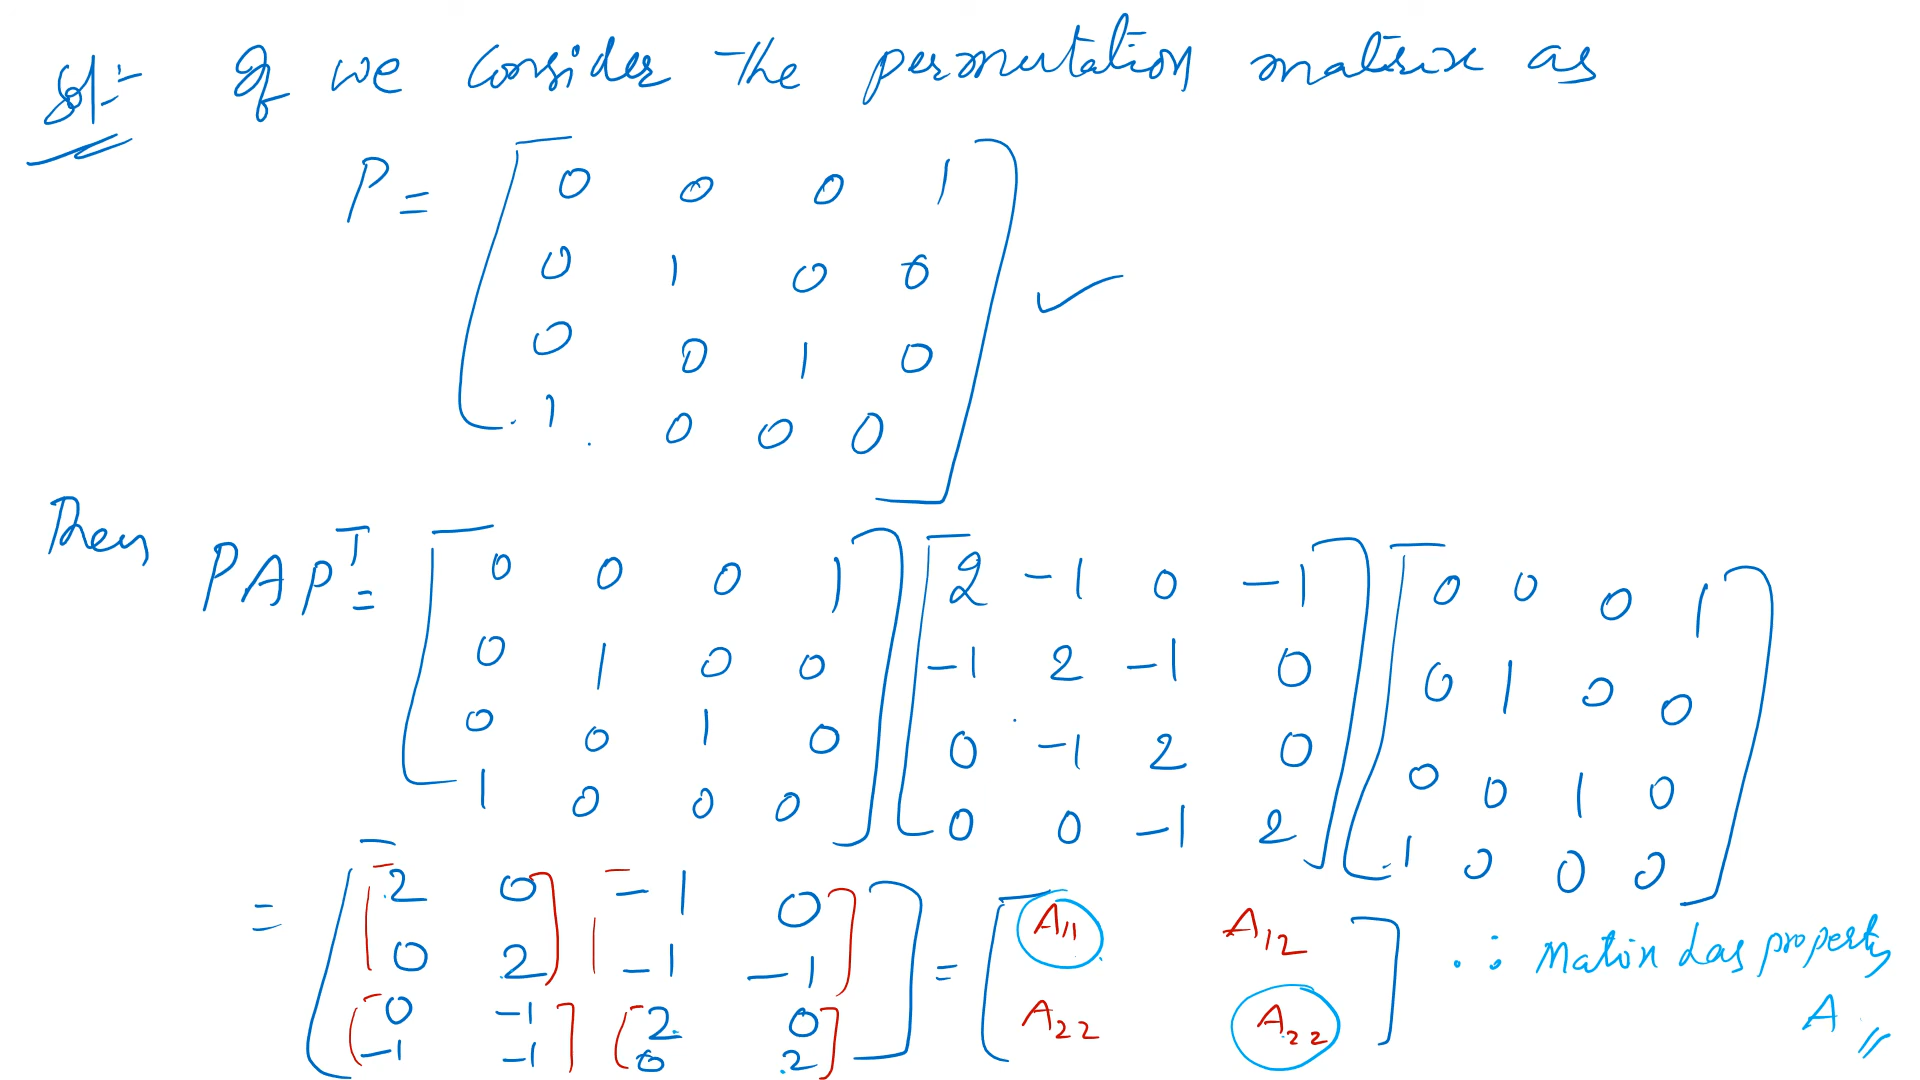 Sol:- If we consider the permutation matrix as
P = [ 0 0 0 1
0 1 0 0
0 0 1 0
1 0 0 0 ] ✓
Then PAP^T = [ 0 0 0 1 ] [ 2 -1 0 -1 ] [ 0 0 0 1 ]
[ 0 1 0 0 ] [ -1 2 -1 0 ] [ 0 1 0 0 ]
[ 0 0 1 0 ] [ 0 -1 2 0 ] [ 0 0 1 0 ]
[ 1 0 0 0 ] [ 0 0 -1 2 ] [ 1 0 0 0 ]
= [ [ 2 0 ] [ -1 0 ] ] = [ A11 A12 ] ∴ Matrix has property
[ 0 2 ] [ -1 -1 ]
[ 0 -1 ] [ 2 0 ] A22 A22 A //
[ -1 -1 ] [ 0 2 ]